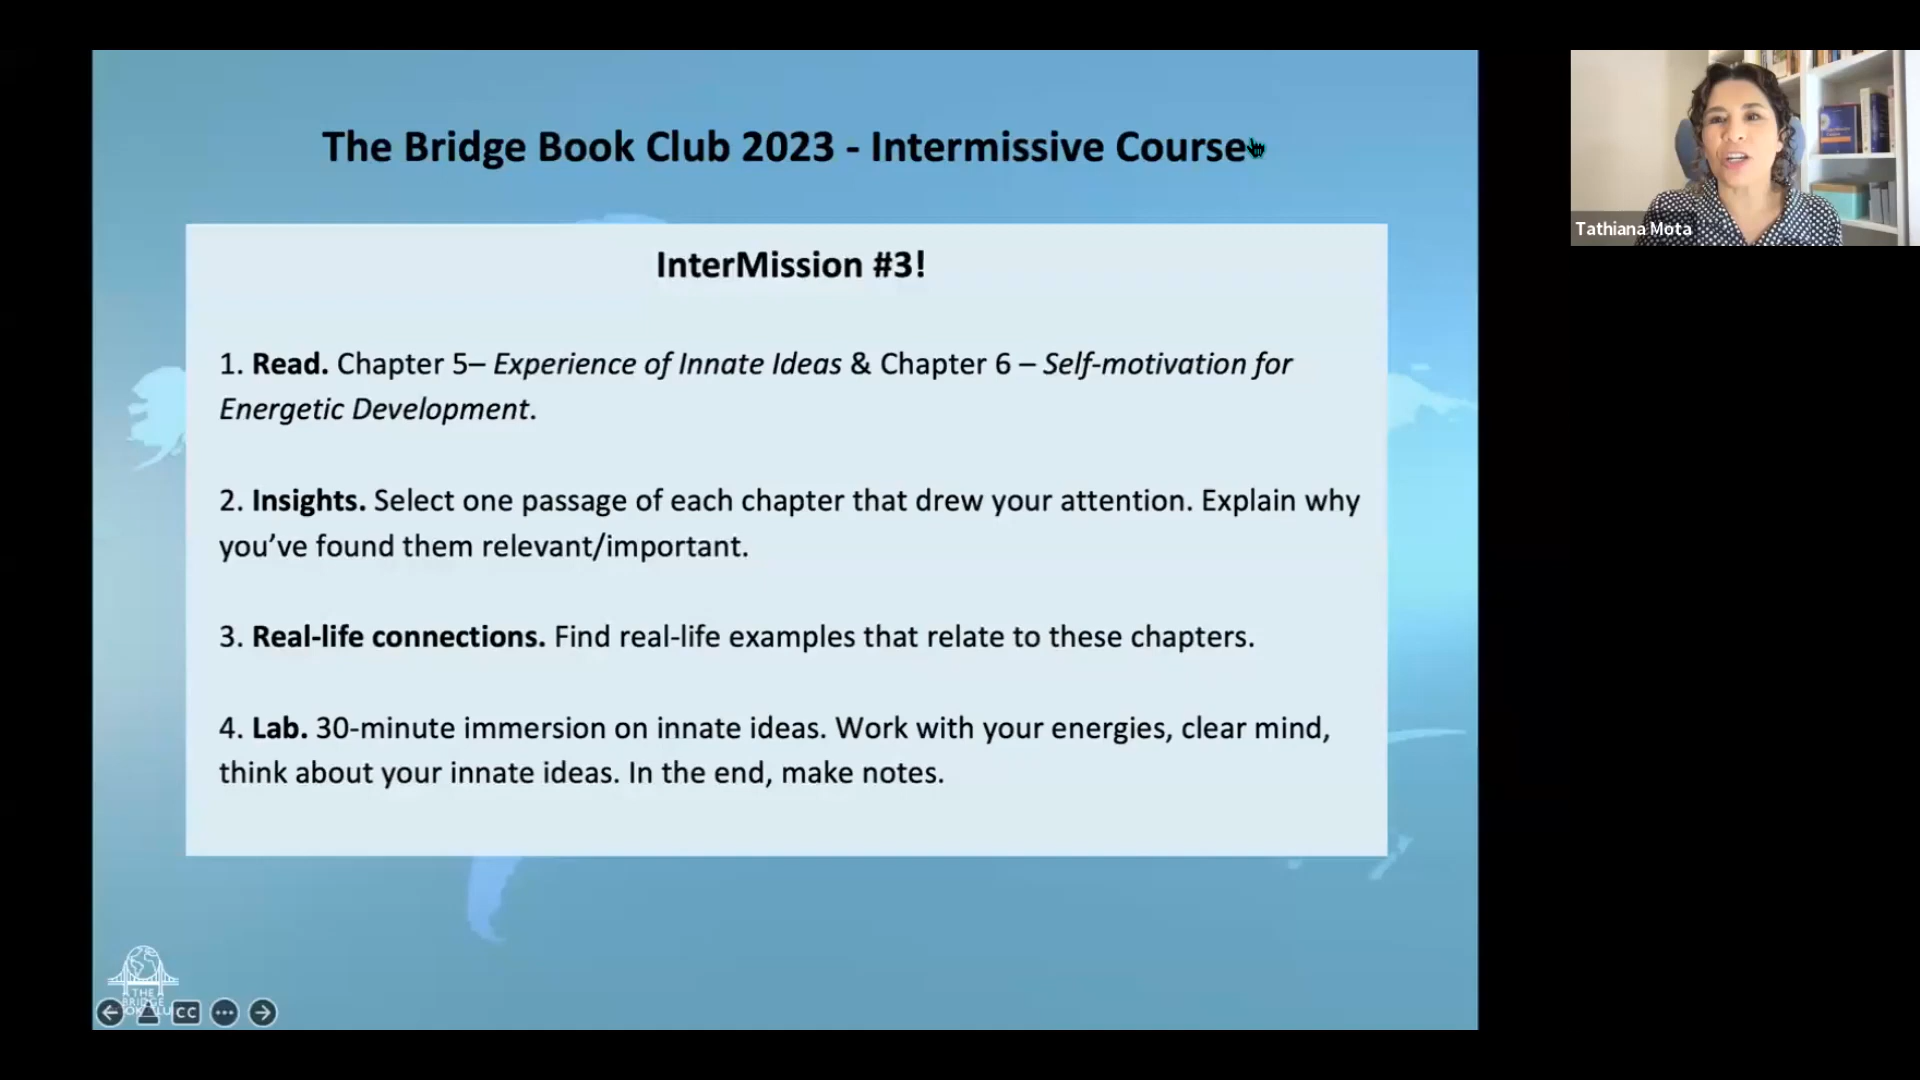 The Bridge Book Club 2023 - Intermissive Course
Tathiana Mota
InterMission #3!
1. Read. Chapter 5– Experience of Innate Ideas & Chapter 6 – Self-motivation for
Energetic Development.
2. Insights. Select one passage of each chapter that drew your attention. Explain why
you’ve found them relevant/important.
3. Real-life connections. Find real-life examples that relate to these chapters.
4. Lab. 30-minute immersion on innate ideas. Work with your energies, clear mind,
think about your innate ideas. In the end, make notes.
THE
BRIDGE
CC